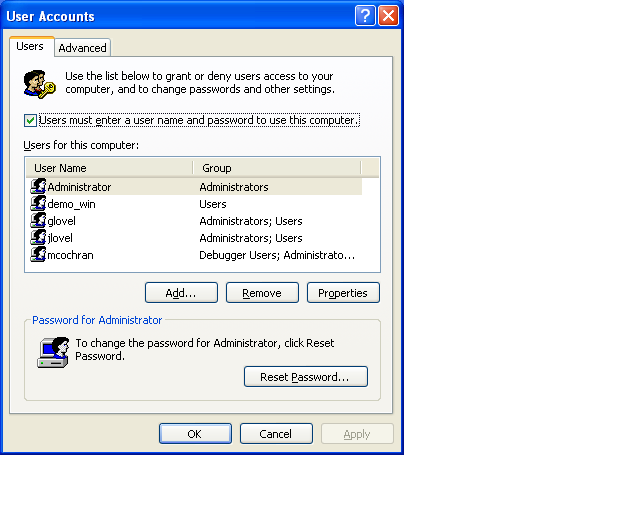 User Accounts
Users Advanced
Use the list below to grant or deny users access to your
computer, and to change passwords and other settings.
Users must enter a user name and password to use this computer.
Users for this computer:
User Name Group
Administrator Administrators
demo_win Users
glovel Administrators; Users
jlovel Administrators; Users
mcochran Debugger Users; Administrato...
Add... Remove Properties
Password for Administrator
To change the password for Administrator, click Reset
Password.
Reset Password...
OK Cancel Apply